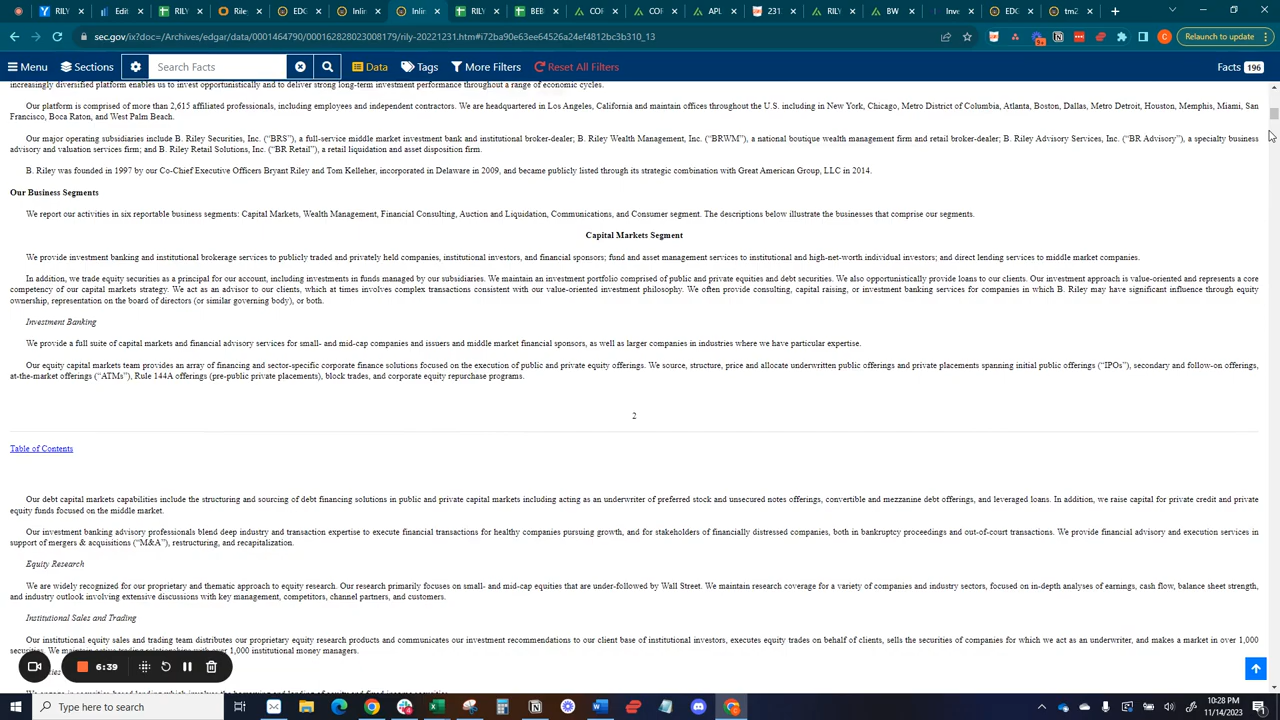 RILY
Edit
Rile
EDC
Inlin
Inlin
RILY
BEB
COF
COF
APL
231
RILY
BW
Inve
EDC
tm2
sec.gov/ix?doc=/Archives/edgar/data/0001464790/000162828023008179/rily-20221231.htm#i72ba90e63ee64526a24ef4812bc3b310_13
9+
C
Relaunch to update
Menu
Sections
Search Facts
Data
Tags
More Filters
Reset All Filters
Facts 196
increasingly diversified platform enables us to invest opportunistically and to deliver strong long-term investment performance throughout a range of economic cycles.
Our platform is comprised of more than 2,615 affiliated professionals, including employees and independent contractors. We are headquartered in Los Angeles, California and maintain offices throughout the U.S. including in New York, Chicago, Metro District of Columbia, Atlanta, Boston, Dallas, Metro Detroit, Houston, Memphis, Miami, San
Francisco, Boca Raton, and West Palm Beach.
Our major operating subsidiaries include B. Riley Securities, Inc. (“BRS”), a full-service middle market investment bank and institutional broker-dealer; B. Riley Wealth Management, Inc. (“BRWM”), a national boutique wealth management firm and retail broker-dealer; B. Riley Advisory Services, Inc. (“BR Advisory”), a specialty business
advisory and valuation services firm; and B. Riley Retail Solutions, Inc. (“BR Retail”), a retail liquidation and asset disposition firm.
B. Riley was founded in 1997 by our Co-Chief Executive Officers Bryant Riley and Tom Kelleher, incorporated in Delaware in 2009, and became publicly listed through its strategic combination with Great American Group, LLC in 2014.
Our Business Segments
We report our activities in six reportable business segments: Capital Markets, Wealth Management, Financial Consulting, Auction and Liquidation, Communications, and Consumer segment. The descriptions below illustrate the businesses that comprise our segments.
Capital Markets Segment
We provide investment banking and institutional brokerage services to publicly traded and privately held companies, institutional investors, and financial sponsors; fund and asset management services to institutional and high-net-worth individual investors; and direct lending services to middle market companies.
In addition, we trade equity securities as a principal for our account, including investments in funds managed by our subsidiaries. We maintain an investment portfolio comprised of public and private equities and debt securities. We also opportunistically provide loans to our clients. Our investment approach is value-oriented and represents a core
competency of our capital markets strategy. We act as an advisor to our clients, which at times involves complex transactions consistent with our value-oriented investment philosophy. We often provide consulting, capital raising, or investment banking services for companies in which B. Riley may have significant influence through equity
ownership, representation on the board of directors (or similar governing body), or both.
Investment Banking
We provide a full suite of capital markets and financial advisory services for small- and mid-cap companies and issuers and middle market financial sponsors, as well as larger companies in industries where we have particular expertise.
Our equity capital markets team provides an array of financing and sector-specific corporate finance solutions focused on the execution of public and private equity offerings. We source, structure, price and allocate underwritten public offerings and private placements spanning initial public offerings (“IPOs”), secondary and follow-on offerings,
at-the-market offerings (“ATMs”), Rule 144A offerings (pre-public private placements), block trades, and corporate equity repurchase programs.
2
Table of Contents
Our debt capital markets capabilities include the structuring and sourcing of debt financing solutions in public and private capital markets including acting as an underwriter of preferred stock and unsecured notes offerings, convertible and mezzanine debt offerings, and leveraged loans. In addition, we raise capital for private credit and private
equity funds focused on the middle market.
Our investment banking advisory professionals blend deep industry and transaction expertise to execute financial transactions for healthy companies pursuing growth, and for stakeholders of financially distressed companies, both in bankruptcy proceedings and out-of-court transactions. We provide financial advisory and execution services in
support of mergers & acquisitions (“M&A”), restructuring, and recapitalization.
Equity Research
We are widely recognized for our proprietary and thematic approach to equity research. Our research primarily focuses on small- and mid-cap equities that are under-followed by Wall Street. We maintain research coverage for a variety of companies and industry sectors, focused on in-depth analyses of earnings, cash flow, balance sheet strength,
and industry outlook involving extensive discussions with key management, competitors, channel partners, and customers.
Institutional Sales and Trading
Our institutional equity sales and trading team distributes our proprietary equity research products and communicates our investment recommendations to our client base of institutional investors, executes equity trades on behalf of clients, sells the securities of companies for which we act as an underwriter, and makes a market in over 1,000
securities. We maintain active trading relationships with over 1,000 institutional money managers.
6:39
Type here to search
10:28 PM
11/14/2023